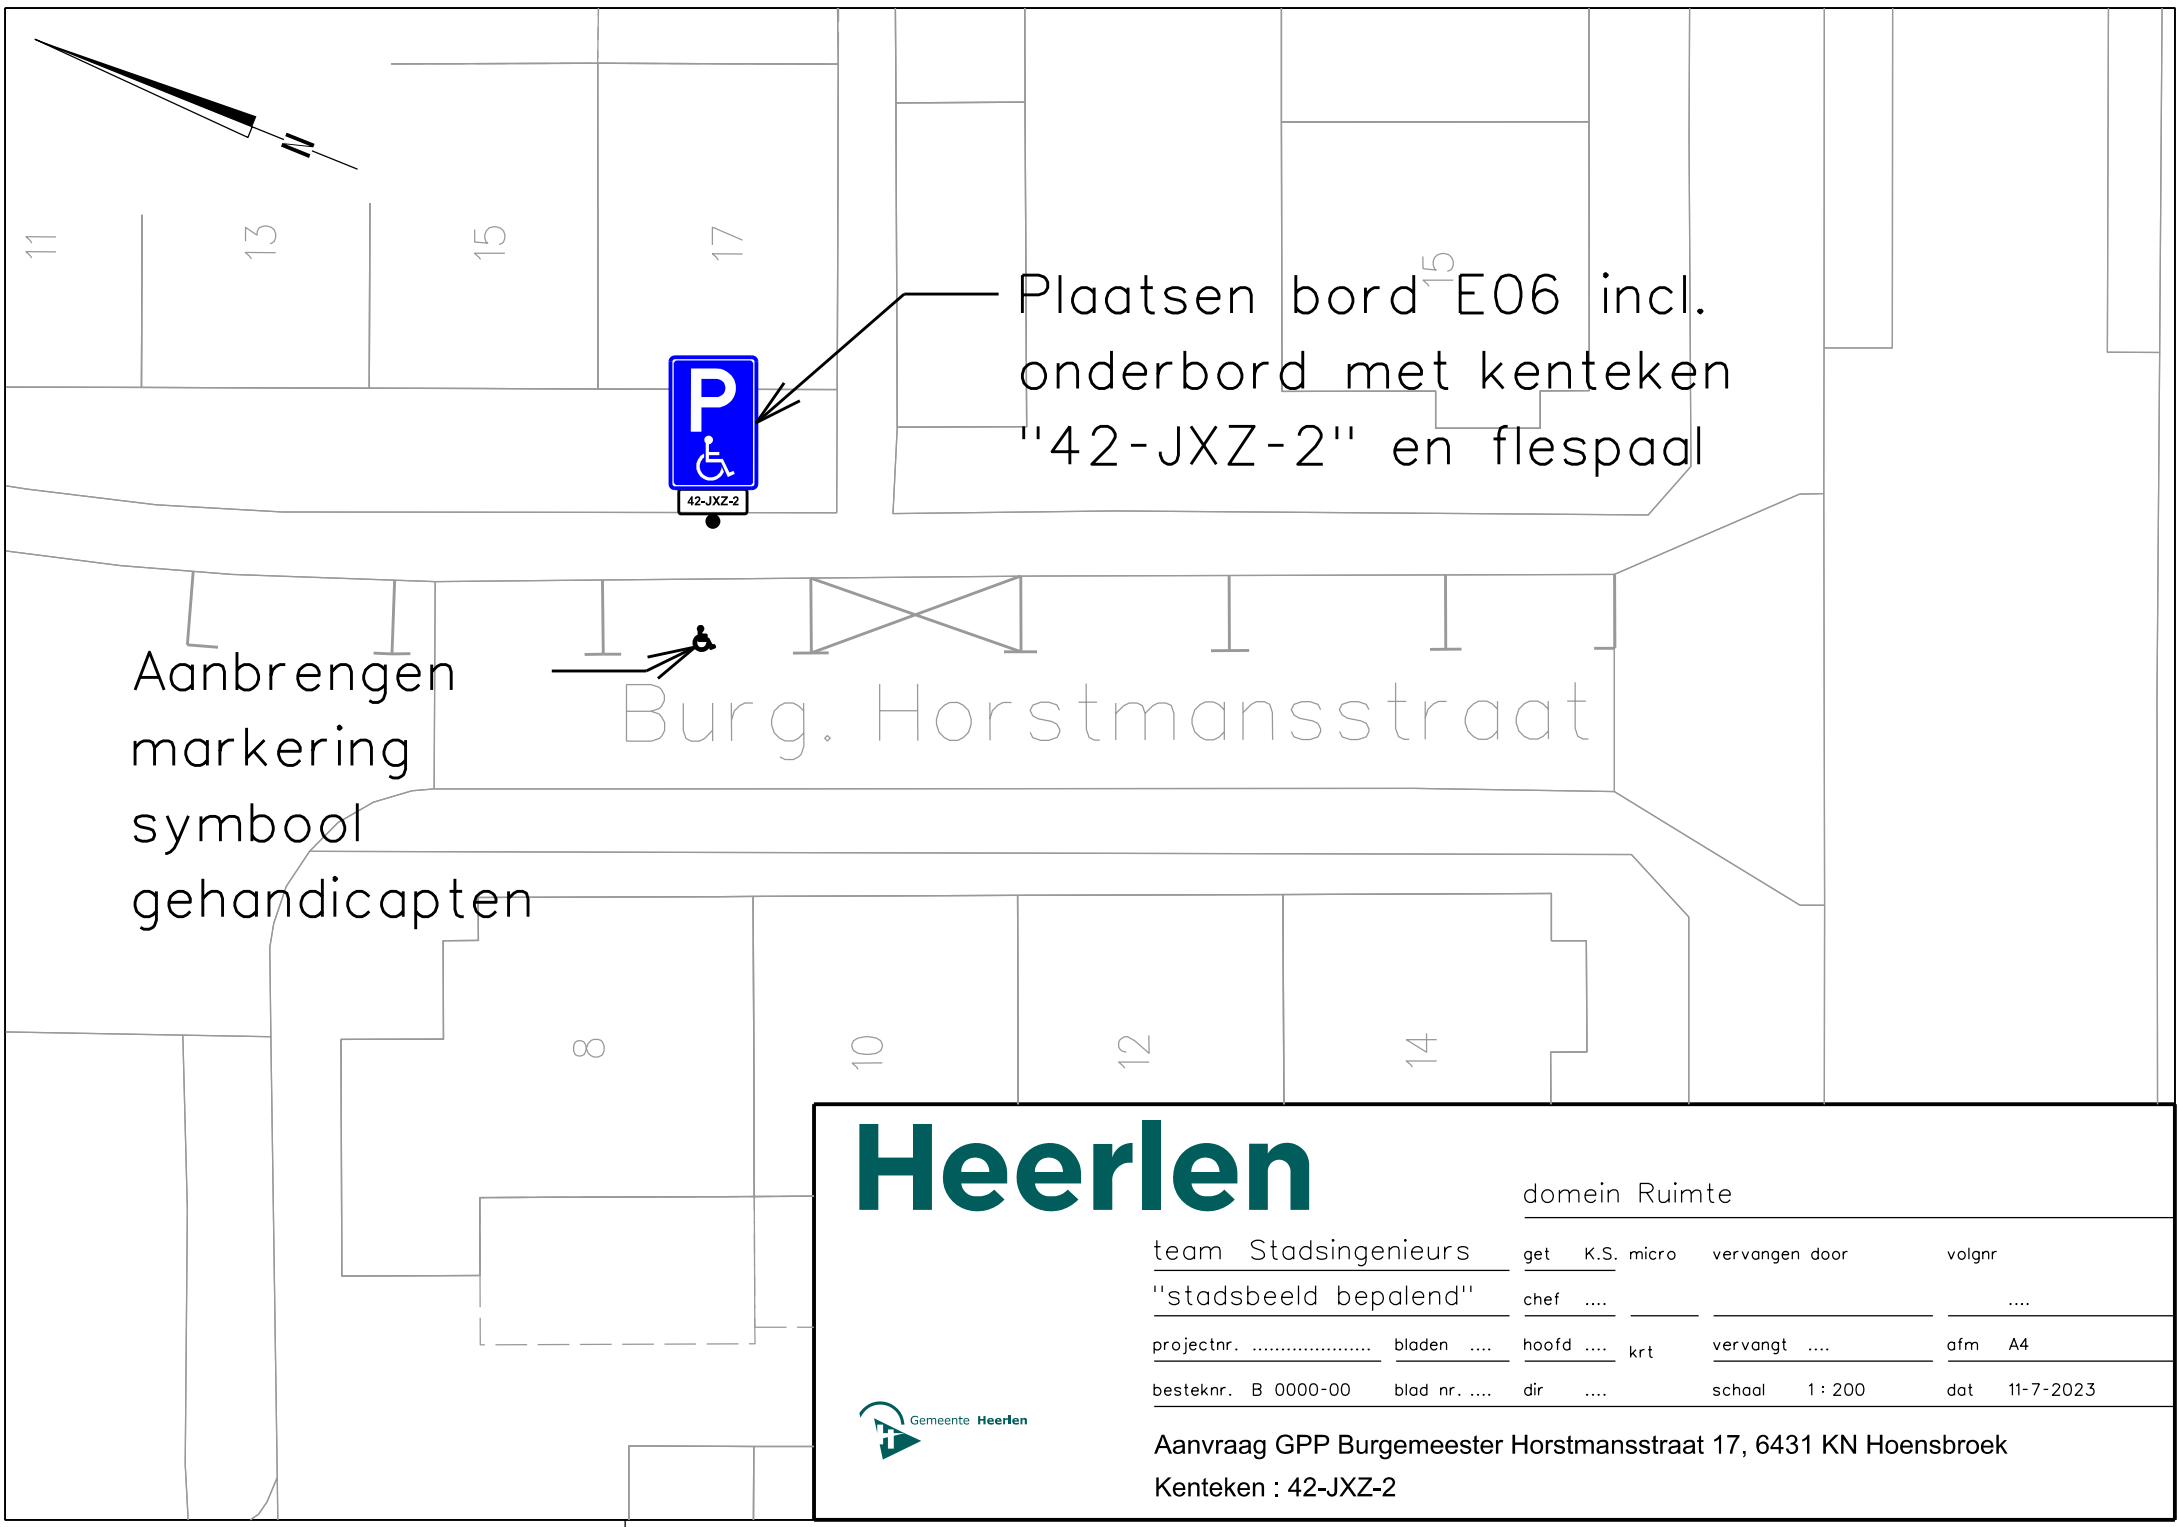 N
11
13
15
17
15
Plaatsen bord E06 incl.
onderbord met kenteken
"42-JXZ-2" en flespaal
P
42-JXZ-2
Aanbrengen
markering
symbool
gehandicapten
Burg. Horstmansstraat
8
10
12
14
Heerlen
domein Ruimte
team Stadsingenieurs get K.S. micro vervangen door volgnr
"stadsbeeld bepalend" chef .... ....
projectnr. ..................... bladen .... hoofd .... krt vervangt .... afm A4
besteknr. B 0000-00 blad nr. .... dir .... schaal 1 : 200 dat 11-7-2023
H Gemeente Heerlen
Aanvraag GPP Burgemeester Horstmansstraat 17, 6431 KN Hoensbroek
Kenteken : 42-JXZ-2